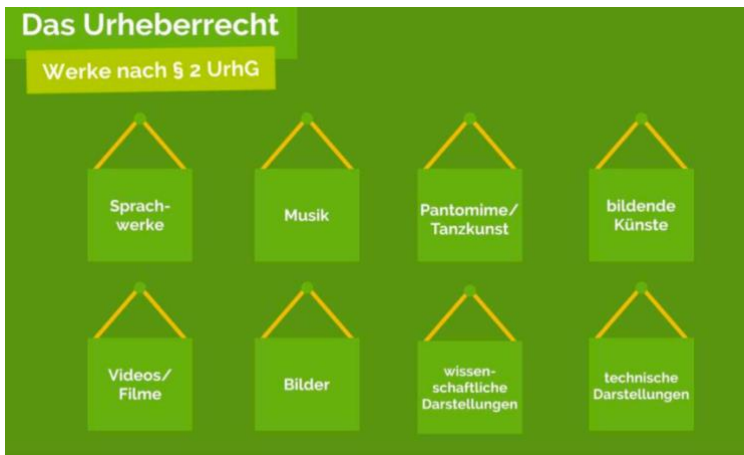 Das Urheberrecht
Werke nach § 2 UrhG
Sprach-
werke
Musik
Pantomime/
Tanzkunst
bildende
Künste
Videos/
Filme
Bilder
wissen-
schaftliche
Darstellungen
technische
Darstellungen